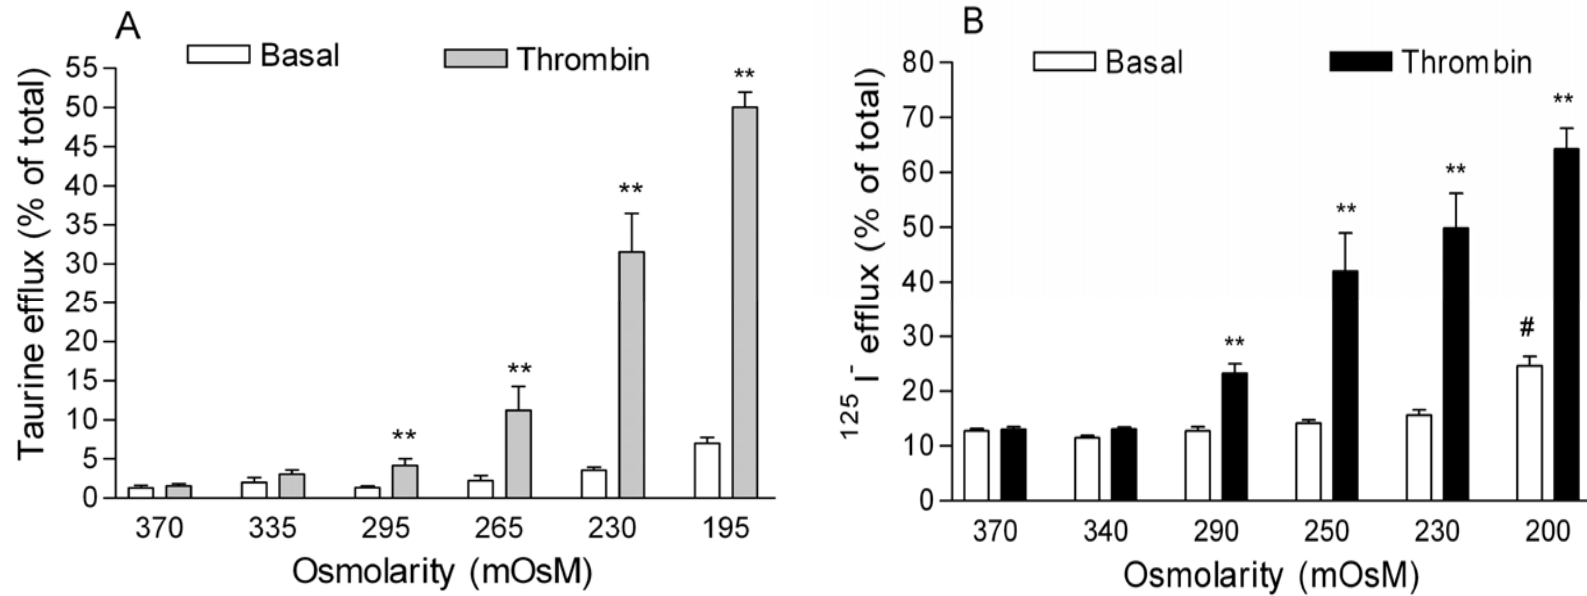 A
Basal
Thrombin
Taurine efflux (% of total)
55
50
45
40
35
30
25
20
15
10
5
0
**
**
**
**
370 335 295 265 230 195
Osmolarity (mOsM)
B
Basal
Thrombin
¹²⁵ I⁻ efflux (% of total)
80
70
60
50
40
30
20
10
0
**
**
**
#
**
370 340 290 250 230 200
Osmolarity (mOsM)